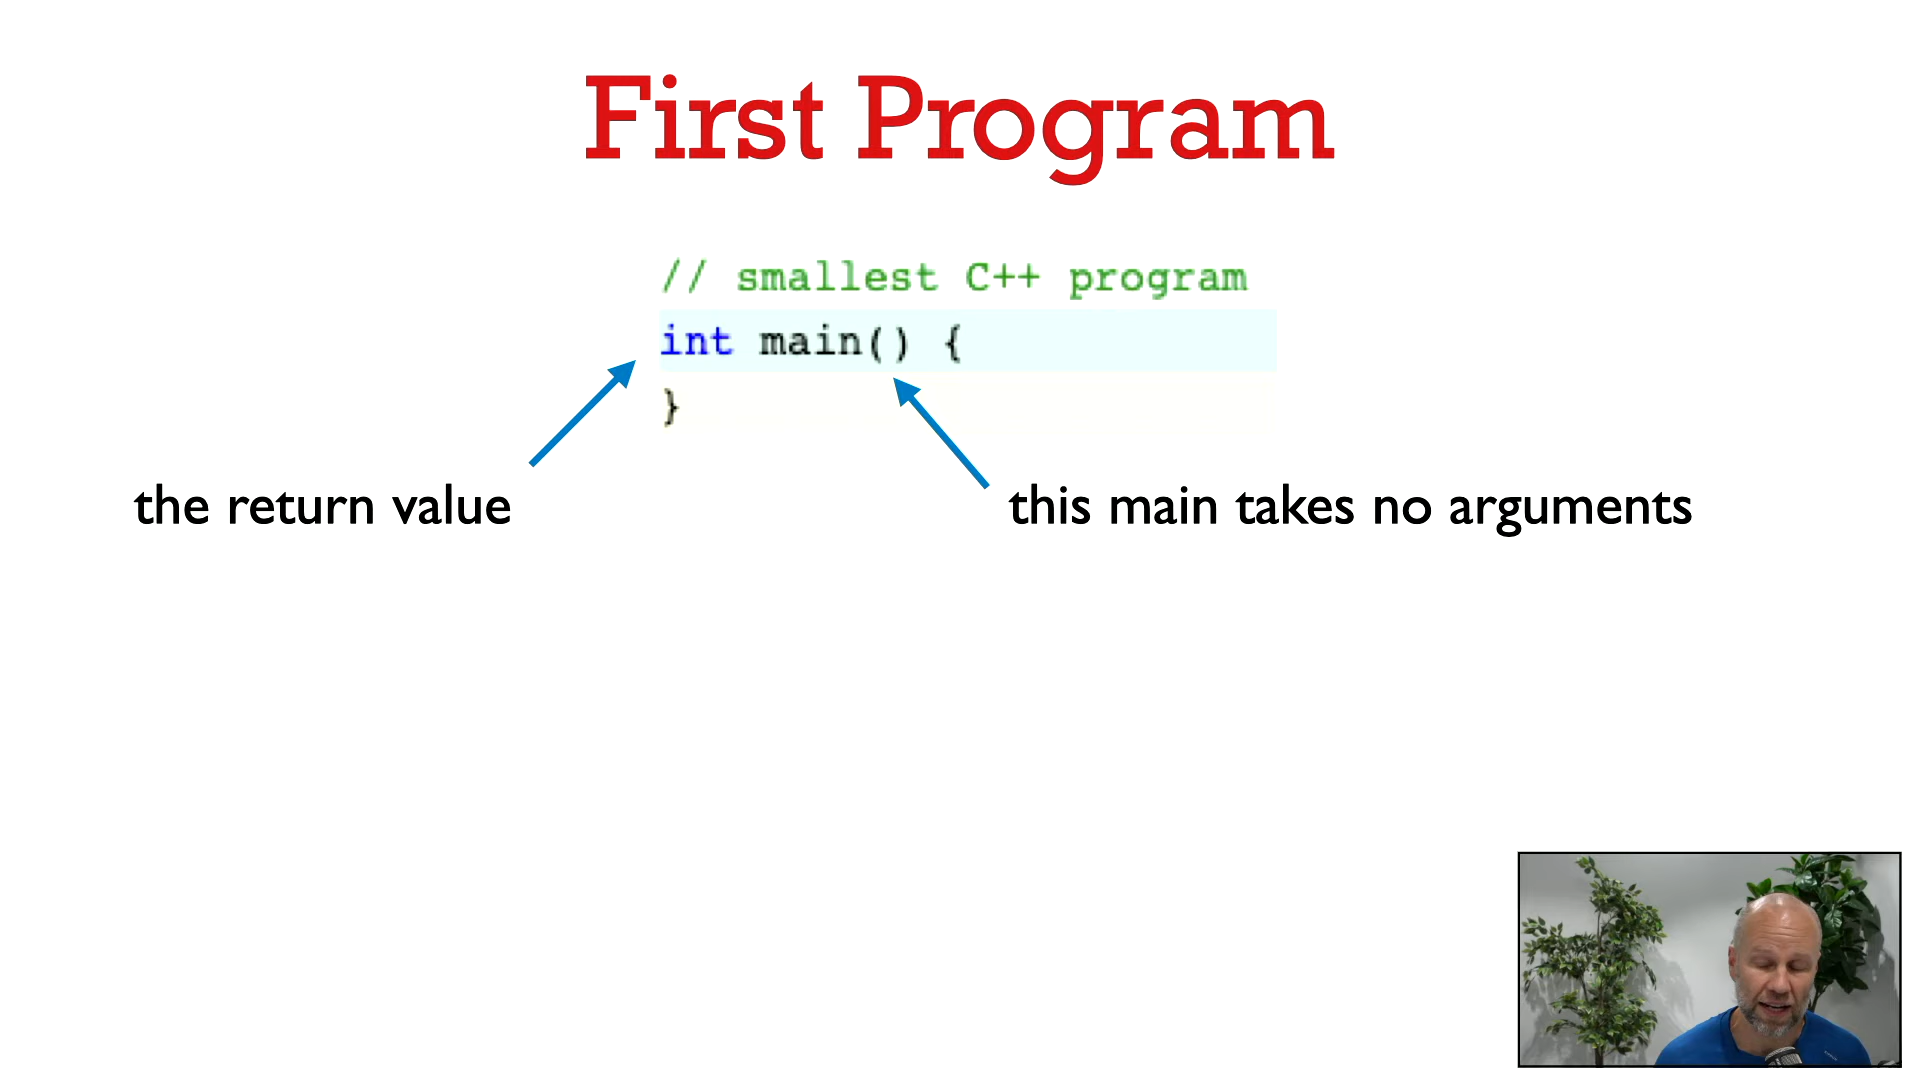 First Program
// smallest C++ program
int main() {
}
the return value
this main takes no arguments